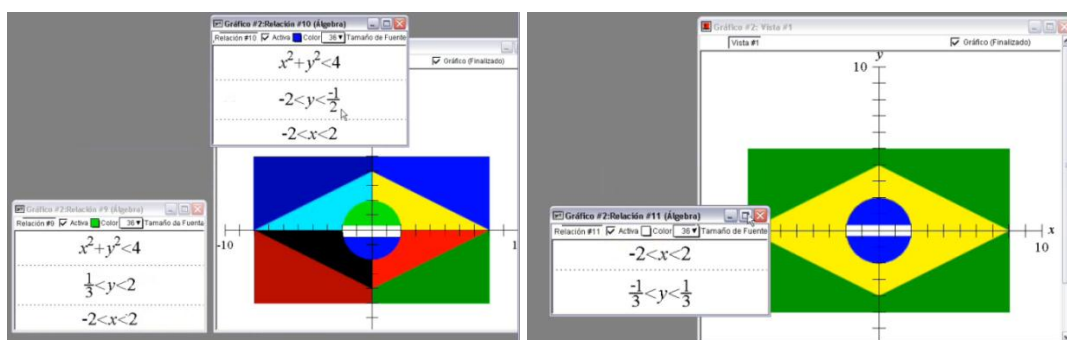 Gráfico #2:Relación #10 (Álgebra)
Relación #10 Activa Color 36 Tamaño de Fuente
x²+y²<4
-2<y<-1/2
-2<x<2
Gráfico (Finalizado)
Gráfico #2:Relación #9 (Álgebra)
Relación #9 Activa Color 36 Tamaño de Fuente
x²+y²<4
1/3<y<2
-2<x<2
-10
1
Gráfico #2: Vista #1
Vista #1 Gráfico (Finalizado)
y
10
Gráfico #2:Relación #11 (Álgebra)
Relación #11 Activa Color 36 Tamaño de Fuente
-2<x<2
-1/3<y<1/3
x
10